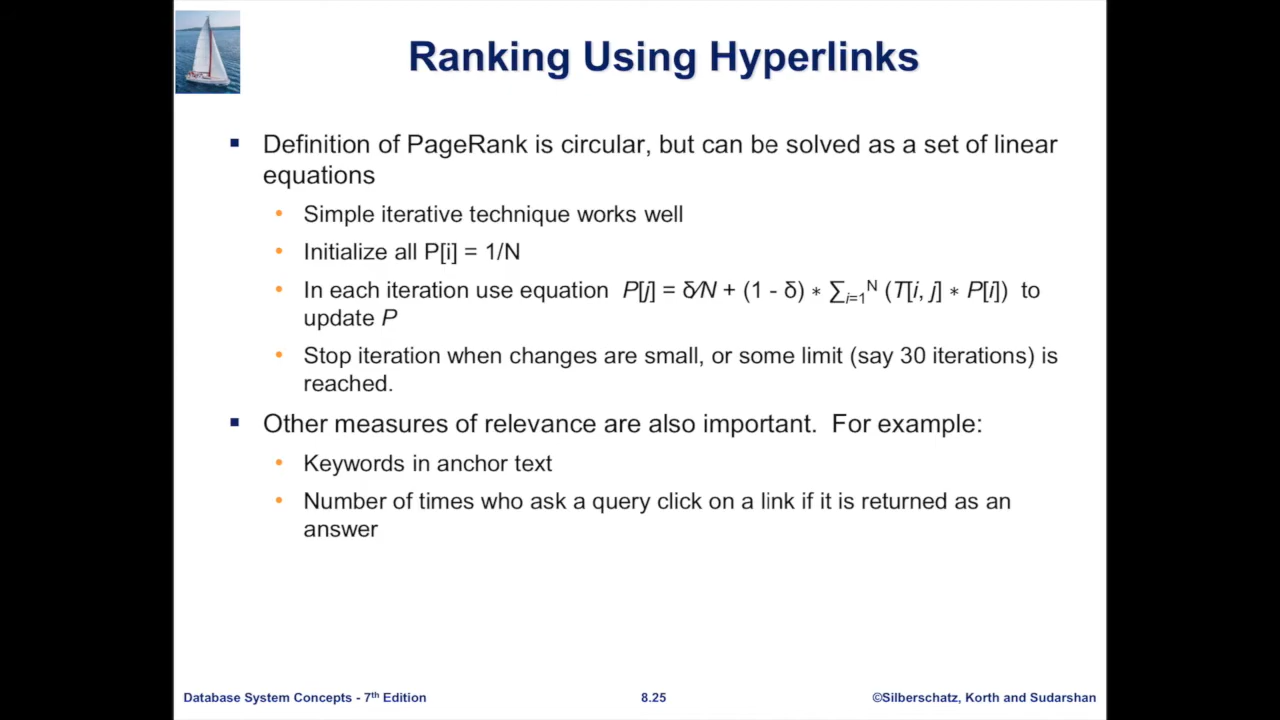 Ranking Using Hyperlinks
▪ Definition of PageRank is circular, but can be solved as a set of linear
equations
• Simple iterative technique works well
• Initialize all P[i] = 1/N
• In each iteration use equation P[j] = δ/N + (1 - δ) ∗ ∑i=1N (T[i, j] ∗ P[i]) to
update P
• Stop iteration when changes are small, or some limit (say 30 iterations) is
reached.
▪ Other measures of relevance are also important. For example:
• Keywords in anchor text
• Number of times who ask a query click on a link if it is returned as an
answer
Database System Concepts - 7th Edition 8.25 ©Silberschatz, Korth and Sudarshan